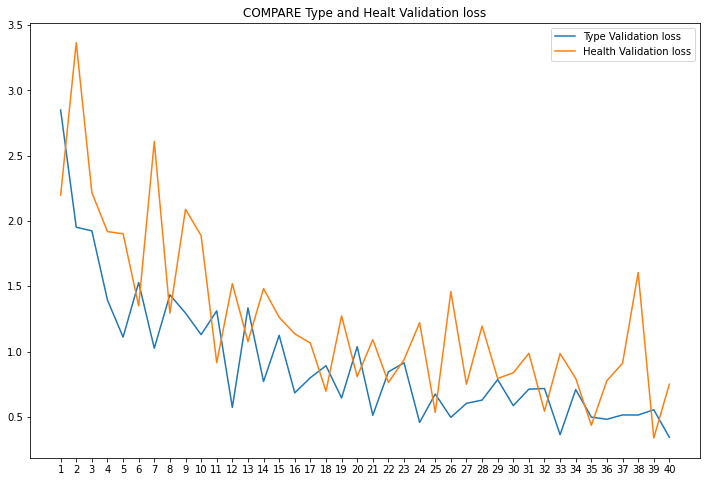 COMPARE Type and Healt Validation loss
Type Validation loss
Health Validation loss
3.5
3.0
2.5
2.0
1.5
1.0
0.5
1 2 3 4 5 6 7 8 9 10 11 12 13 14 15 16 17 18 19 20 21 22 23 24 25 26 27 28 29 30 31 32 33 34 35 36 37 38 39 40